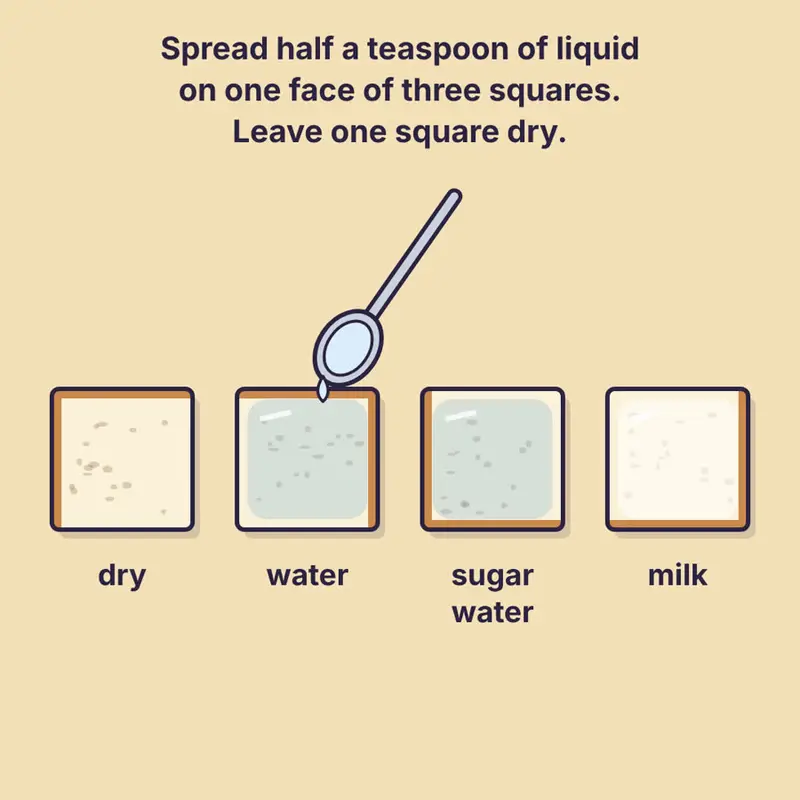 Spread half a teaspoon of liquid
on one face of three squares.
Leave one square dry.
dry
water
sugar
water
milk